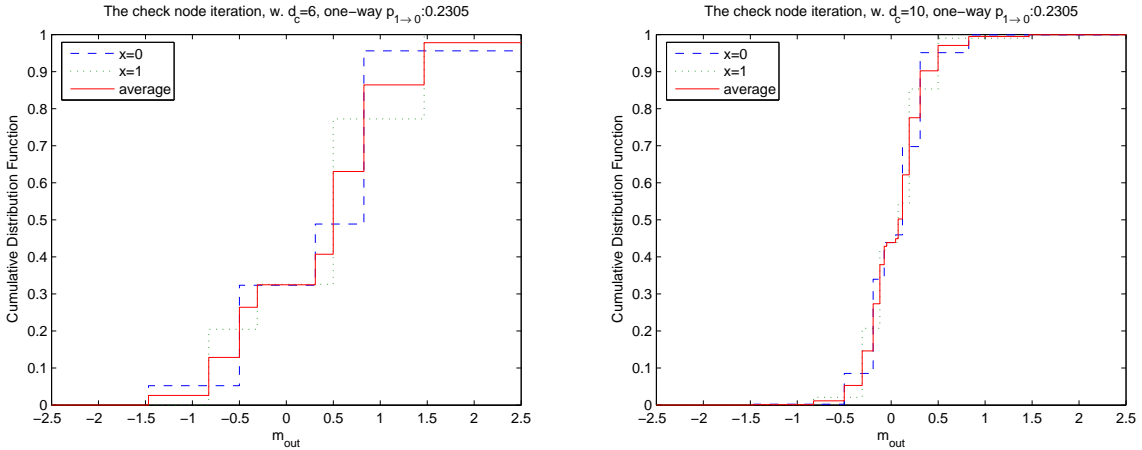 The check node iteration, w. d_c=6, one-way p_{1→0}:0.2305
1
0.9
0.8
0.7
0.6
0.5
0.4
0.3
0.2
0.1
0
Cumulative Distribution Function
x=0
x=1
average
−2.5 −2 −1.5 −1 −0.5 0 0.5 1 1.5 2 2.5
m_out
The check node iteration, w. d_c=10, one-way p_{1→0}:0.2305
1
0.9
0.8
0.7
0.6
0.5
0.4
0.3
0.2
0.1
0
Cumulative Distribution Function
x=0
x=1
average
−2.5 −2 −1.5 −1 −0.5 0 0.5 1 1.5 2 2.5
m_out